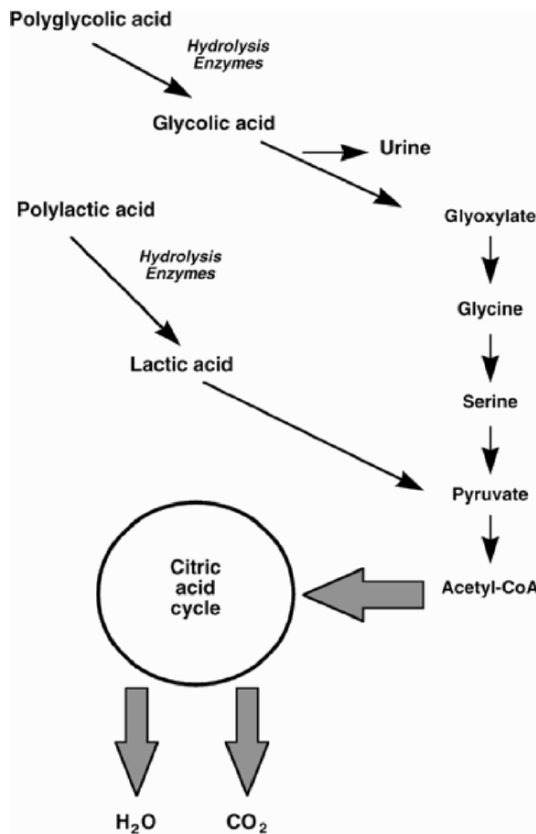 Polyglycolic acid
Hydrolysis
Enzymes
Glycolic acid
Urine
Polylactic acid
Glyoxylate
Hydrolysis
Enzymes
Glycine
Lactic acid
Serine
Pyruvate
Citric
acid
cycle
Acetyl-CoA
H₂O
CO₂